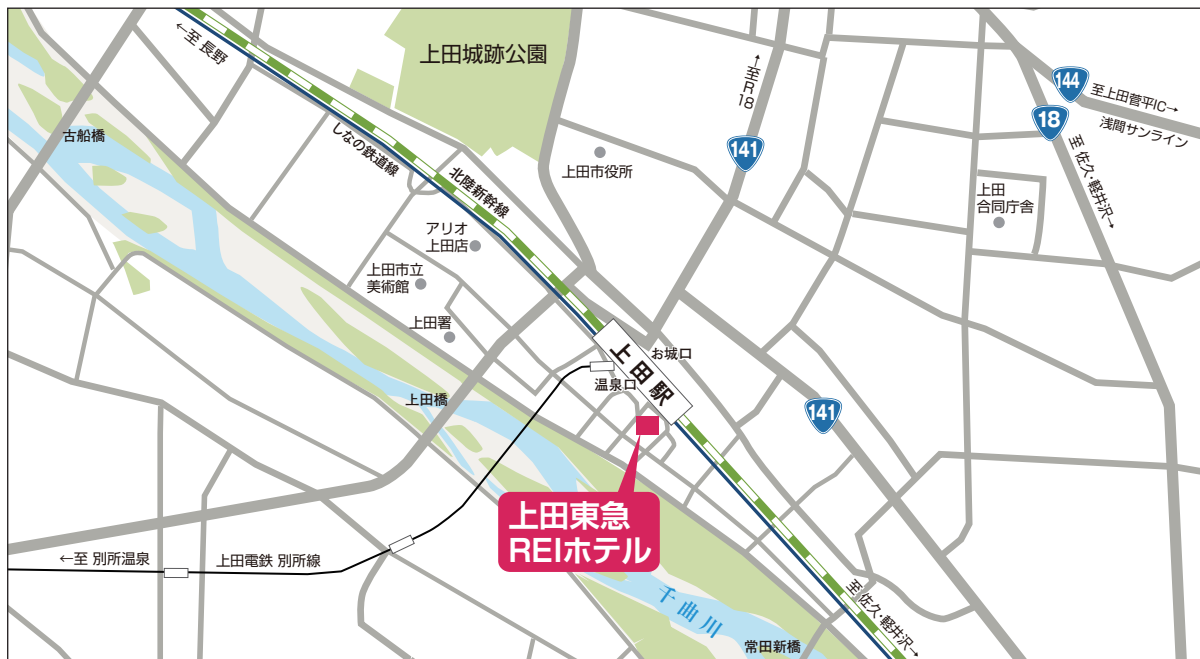 ←至 長野
上田城跡公園
←至R18
141
144
至上田菅平IC→
18
浅間サンライン
至 佐久・軽井沢→
古船橋
しなの鉄道線
北陸新幹線
上田市役所
上田
合同庁舎
アリオ
上田店
上田市立
美術館
上田署
上田駅
お城口
温泉口
上田橋
141
上田東急
REIホテル
←至 別所温泉
上田電鉄 別所線
千曲川
常田新橋
至 佐久・軽井沢→